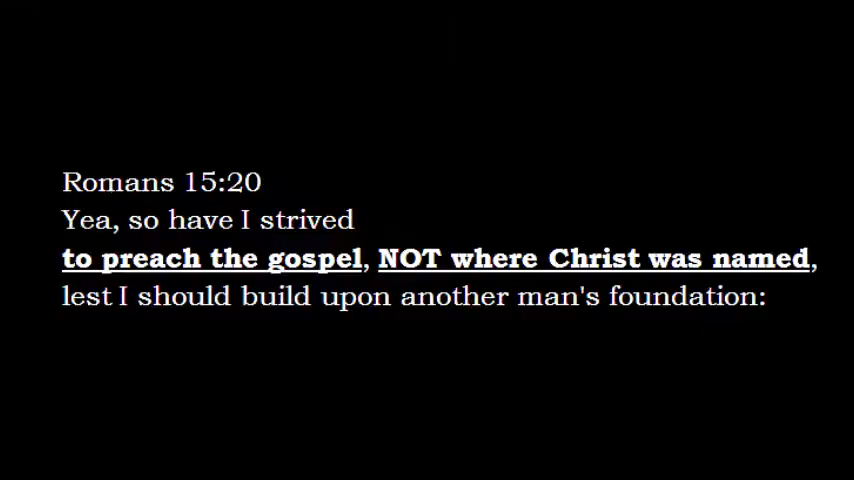 Romans 15:20
Yea, so have I strived
to preach the gospel, NOT where Christ was named,
lest I should build upon another man's foundation: